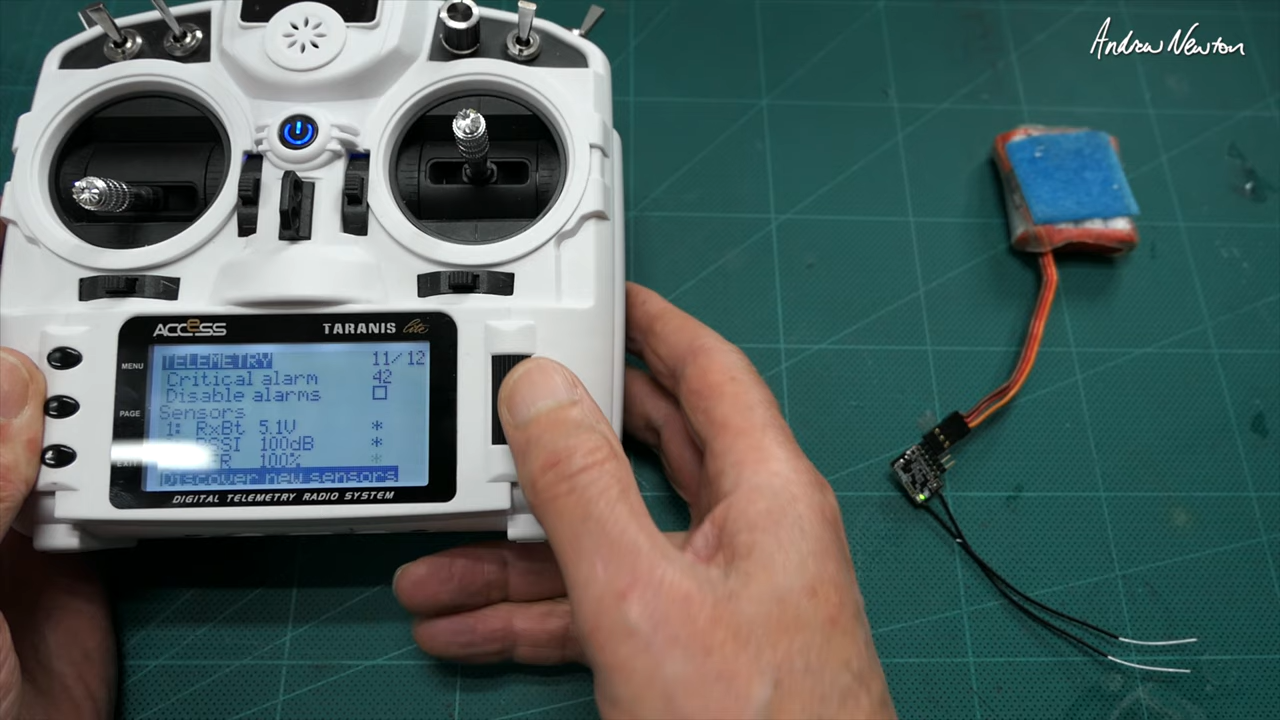 Andrew Newton
ACCESS
TARANIS lite
MENU
PAGE
TELEMETRY 11/12
Critical alarm 42
Disable alarms
Sensors
1: RxBt 5.1V *
SSI 100dB *
R 100% *
Discover new sensors
DIGITAL TELEMETRY RADIO SYSTEM